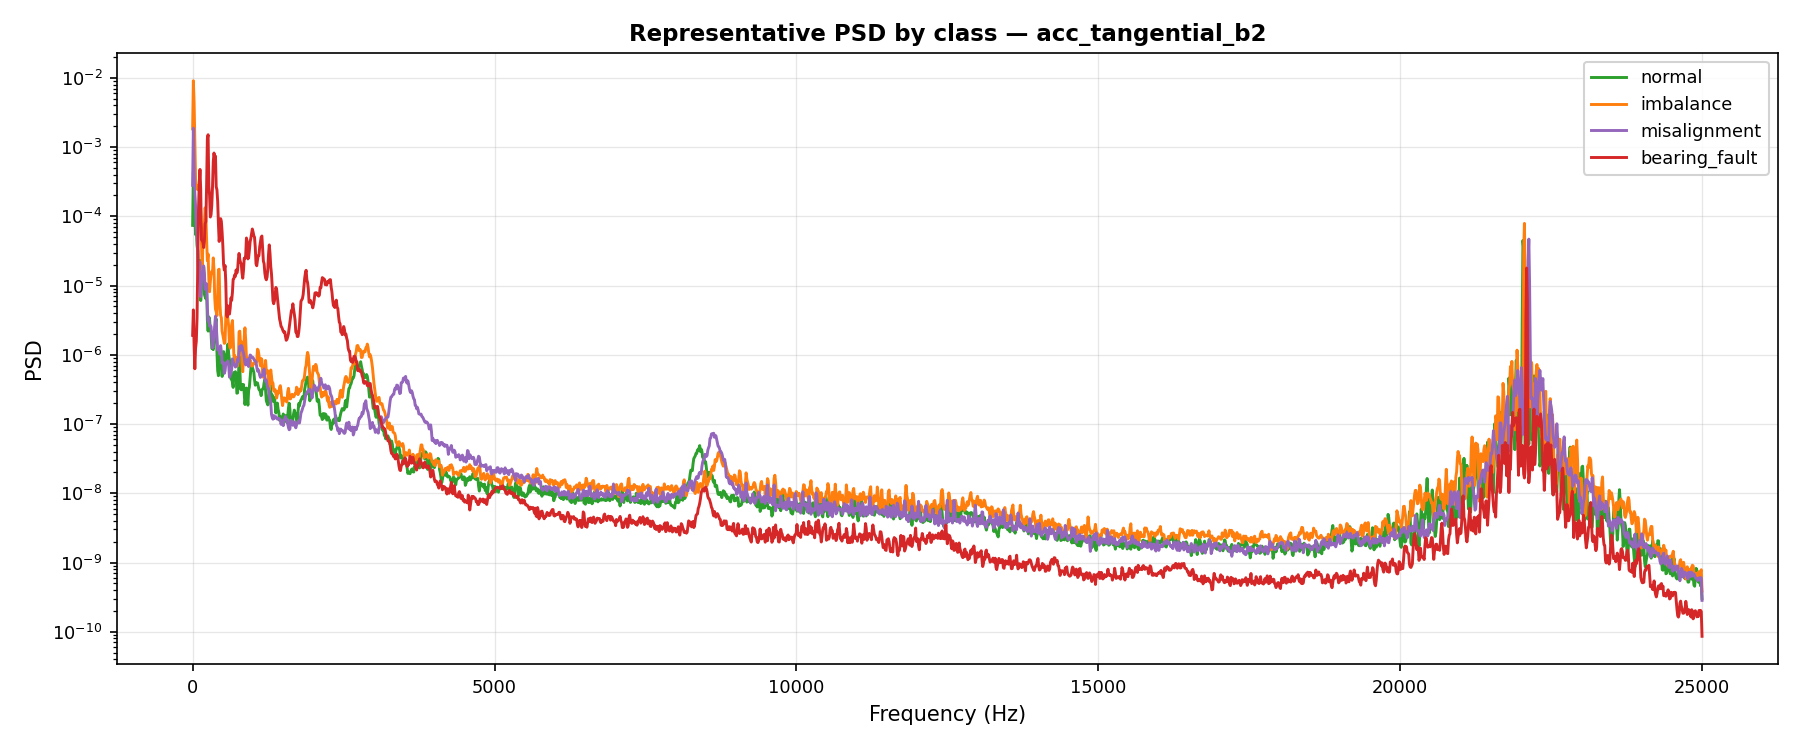 Representative PSD by class — acc_tangential_b2
normal
imbalance
misalignment
bearing_fault
PSD
10⁻²
10⁻³
10⁻⁴
10⁻⁵
10⁻⁶
10⁻⁷
10⁻⁸
10⁻⁹
10⁻¹⁰
0 5000 10000 15000 20000 25000
Frequency (Hz)